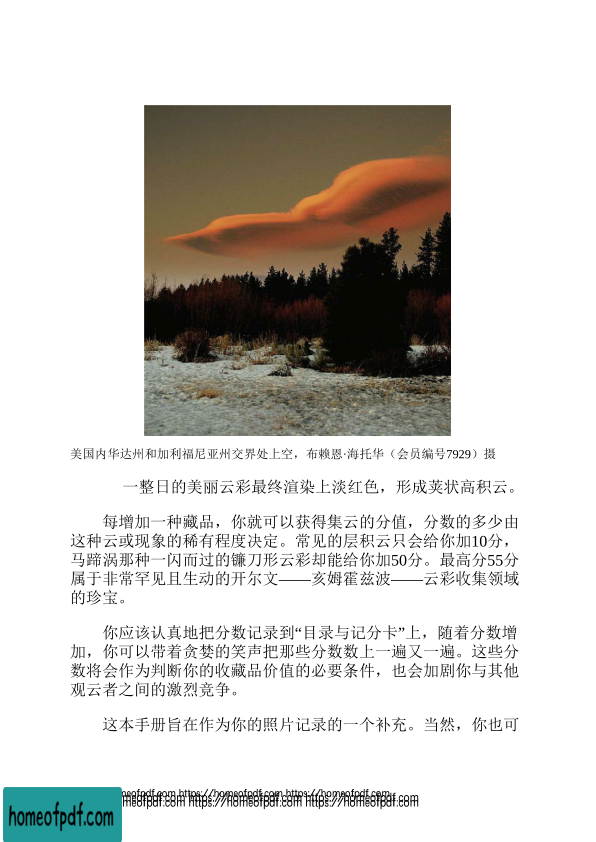 美国内华达州和加利福尼亚州交界处上空，布赖恩·海托华（会员编号7929）摄
一整日的美丽云彩最终渲染上淡红色，形成荚状高积云。
每增加一种藏品，你就可以获得集云的分值，分数的多少由
这种云或现象的稀有程度决定。常见的层积云只会给你加10分，
马蹄涡那种一闪而过的镰刀形云彩却能给你加50分。最高分55分
属于非常罕见且生动的开尔文——亥姆霍兹波——云彩收集领域
的珍宝。
你应该认真地把分数记录到“目录与记分卡”上，随着分数增
加，你可以带着贪婪的笑声把那些分数数上一遍又一遍。这些分
数将会作为判断你的收藏品价值的必要条件，也会加剧你与其他
观云者之间的激烈竞争。
这本手册旨在作为你的照片记录的一个补充。当然，你也可
homeofpdf.com https://homeofpdf.com https://homeofpdf.com
homeofpdf.com https://homeofpdf.com https://homeofpdf.com
homeofpdf.com